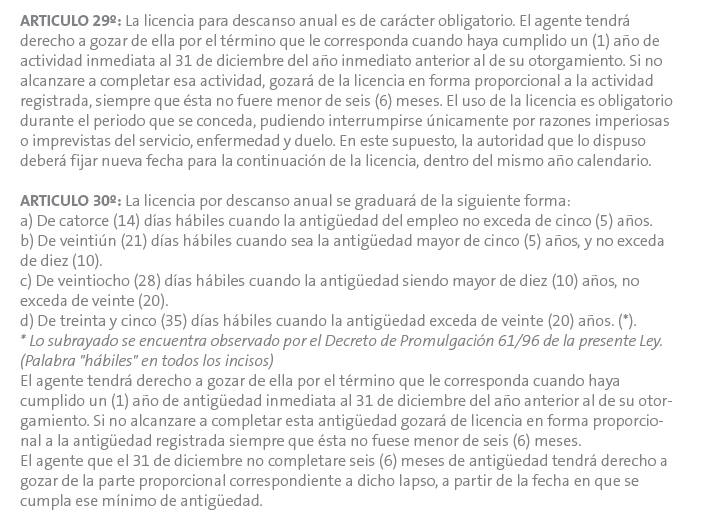 ARTICULO 29º: La licencia para descanso anual es de carácter obligatorio. El agente tendrá
derecho a gozar de ella por el término que le corresponda cuando haya cumplido un (1) año de
actividad inmediata al 31 de diciembre del año inmediato anterior al de su otorgamiento. Si no
alcanzare a completar esa actividad, gozará de la licencia en forma proporcional a la actividad
registrada, siempre que ésta no fuere menor de seis (6) meses. El uso de la licencia es obligatorio
durante el periodo que se conceda, pudiendo interrumpirse únicamente por razones imperiosas
o imprevistas del servicio, enfermedad y duelo. En este supuesto, la autoridad que lo dispuso
deberá fijar nueva fecha para la continuación de la licencia, dentro del mismo año calendario.
ARTICULO 30º: La licencia por descanso anual se graduará de la siguiente forma:
a) De catorce (14) días hábiles cuando la antigüedad del empleo no exceda de cinco (5) años.
b) De veintiún (21) días hábiles cuando sea la antigüedad mayor de cinco (5) años, y no exceda
de diez (10).
c) De veintiocho (28) días hábiles cuando la antigüedad siendo mayor de diez (10) años, no
exceda de veinte (20).
d) De treinta y cinco (35) días hábiles cuando la antigüedad exceda de veinte (20) años. (*).
* Lo subrayado se encuentra observado por el Decreto de Promulgación 61/96 de la presente Ley.
(Palabra "hábiles" en todos los incisos)
El agente tendrá derecho a gozar de ella por el término que le corresponda cuando haya
cumplido un (1) año de antigüedad inmediata al 31 de diciembre del año anterior al de su otor-
gamiento. Si no alcanzare a completar esta antigüedad gozará de licencia en forma proporcio-
nal a la antigüedad registrada siempre que ésta no fuese menor de seis (6) meses.
El agente que el 31 de diciembre no completare seis (6) meses de antigüedad tendrá derecho a
gozar de la parte proporcional correspondiente a dicho lapso, a partir de la fecha en que se
cumpla ese mínimo de antigüedad.